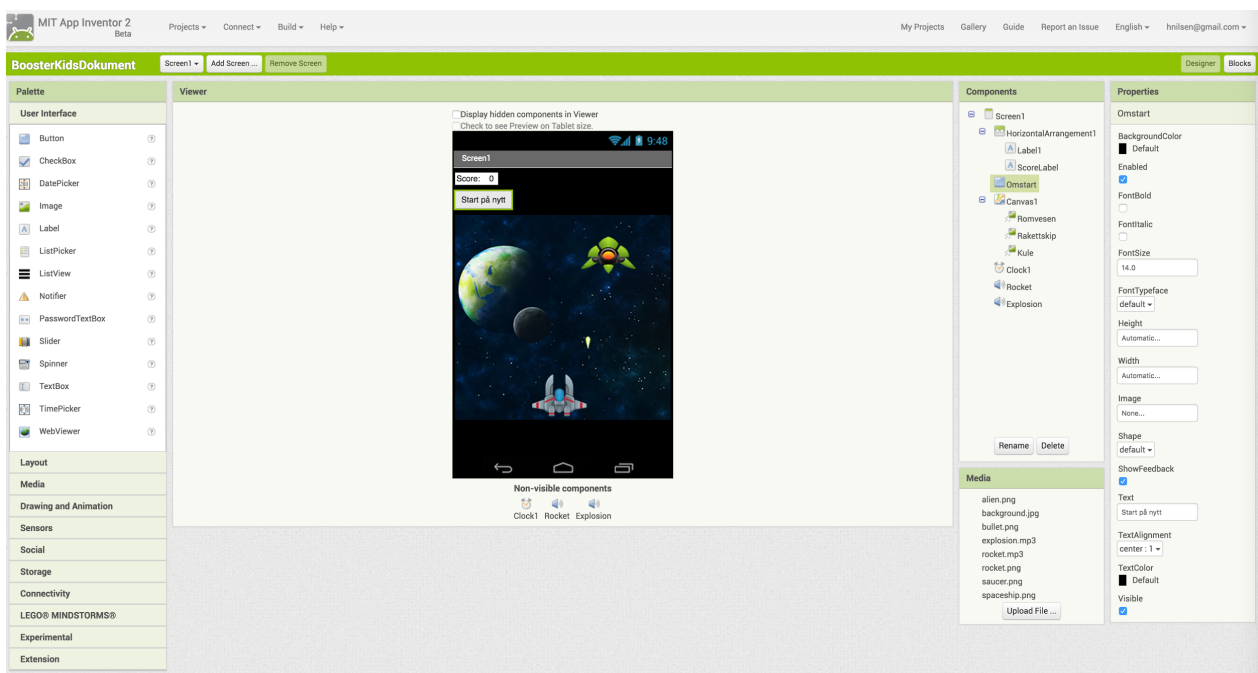 MIT App Inventor 2
Beta
Projects Connect Build Help
My Projects Gallery Guide Report an Issue English hnilsen@gmail.com
BoosterKidsDokument
Screen1 Add Screen ... Remove Screen
Designer Blocks
Palette
User Interface
Button ?
CheckBox ?
DatePicker ?
Image ?
A Label ?
ListPicker ?
ListView ?
Notifier ?
PasswordTextBox ?
Slider ?
Spinner ?
TextBox ?
TimePicker ?
WebViewer ?
Layout
Media
Drawing and Animation
Sensors
Social
Storage
Connectivity
LEGO® MINDSTORMS®
Experimental
Extension
Viewer
Display hidden components in Viewer
Check to see Preview on Tablet size.
9:48
Screen1
Score: 0
Start på nytt
Non-visible components
Clock1 Rocket Explosion
Components
Screen1
HorizontalArrangement1
A Label1
A ScoreLabel
Omstart
Canvas1
Romvesen
Rakettskip
Kule
Clock1
Rocket
Explosion
Rename Delete
Media
alien.png
background.jpg
bullet.png
explosion.mp3
rocket.mp3
rocket.png
saucer.png
spaceship.png
Upload File ...
Properties
Omstart
BackgroundColor
Default
Enabled
FontBold
FontItalic
FontSize
14.0
FontTypeface
default
Height
Automatic...
Width
Automatic...
Image
None...
Shape
default
ShowFeedback
Text
Start på nytt
TextAlignment
center : 1
TextColor
Default
Visible